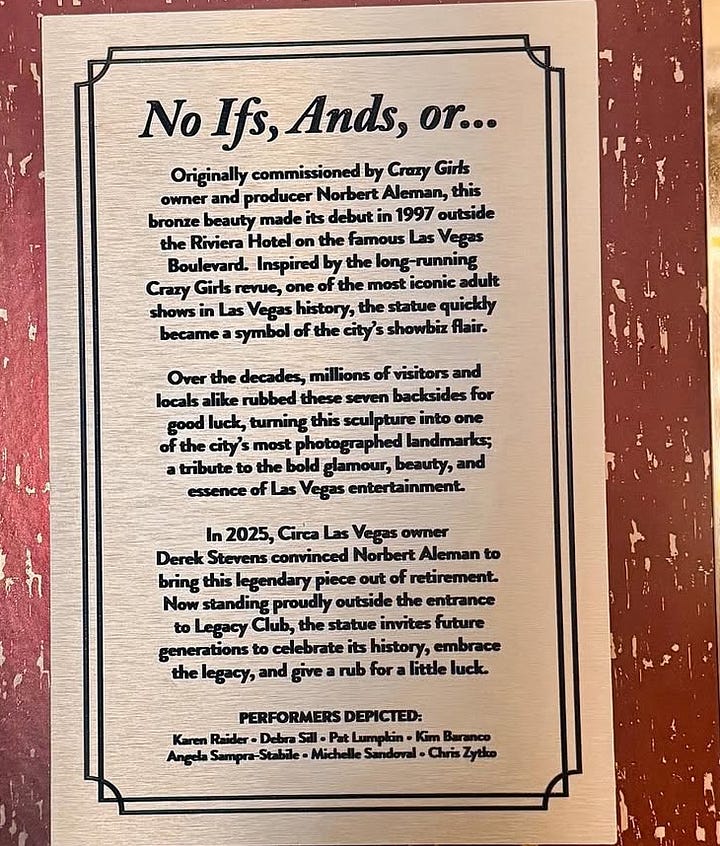 No Ifs, Ands, or...
Originally commissioned by Crazy Girls
owner and producer Norbert Aleman, this
bronze beauty made its debut in 1997 outside
the Riviera Hotel on the famous Las Vegas
Boulevard. Inspired by the long-running
Crazy Girls revue, one of the most iconic adult
shows in Las Vegas history, the statue quickly
became a symbol of the city's showbiz flair.
Over the decades, millions of visitors and
locals alike rubbed these seven backsides for
good luck, turning this sculpture into one
of the city's most photographed landmarks;
a tribute to the bold glamour, beauty, and
essence of Las Vegas entertainment.
In 2025, Circa Las Vegas owner
Derek Stevens convinced Norbert Aleman to
bring this legendary piece out of retirement.
Now standing proudly outside the entrance
to Legacy Club, the statue invites future
generations to celebrate its history, embrace
the legacy, and give a rub for a little luck.
PERFORMERS DEPICTED:
Karen Raider • Debra Sill • Pat Lumpkin • Kim Baranco
Angela Sampra-Stabile • Michelle Sandoval • Chris Zytko